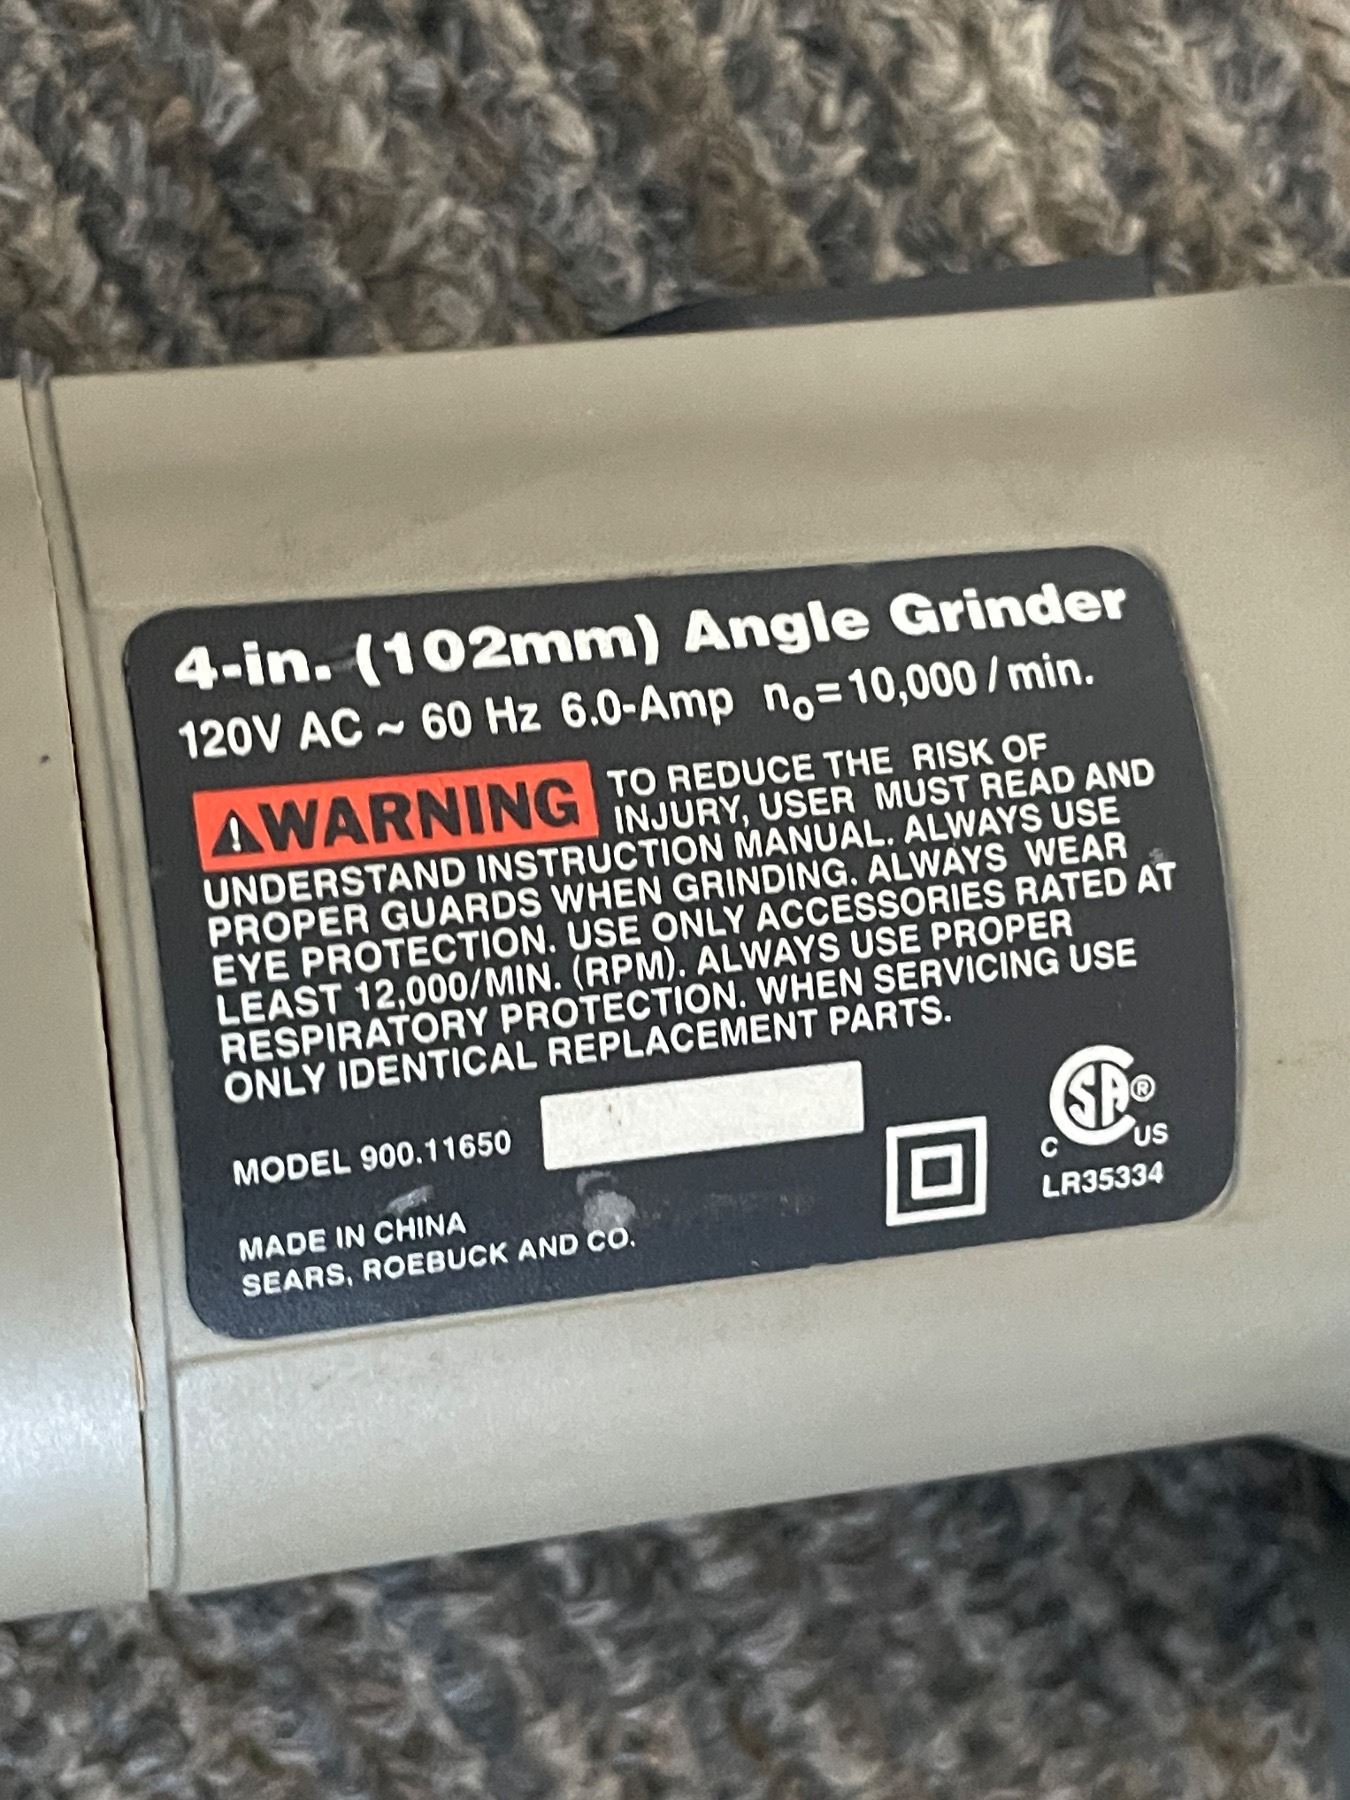 4-in. (102mm) Angle Grinder
120V AC ~ 60 Hz 6.0-Amp n₀=10,000 / min.
⚠WARNING TO REDUCE THE RISK OF
INJURY, USER MUST READ AND
UNDERSTAND INSTRUCTION MANUAL. ALWAYS USE
PROPER GUARDS WHEN GRINDING. ALWAYS WEAR
EYE PROTECTION. USE ONLY ACCESSORIES RATED AT
LEAST 12,000/MIN. (RPM). ALWAYS USE PROPER
RESPIRATORY PROTECTION. WHEN SERVICING USE
ONLY IDENTICAL REPLACEMENT PARTS.
MODEL 900.11650
MADE IN CHINA
SEARS, ROEBUCK AND CO.
CSA®
C US
LR35334